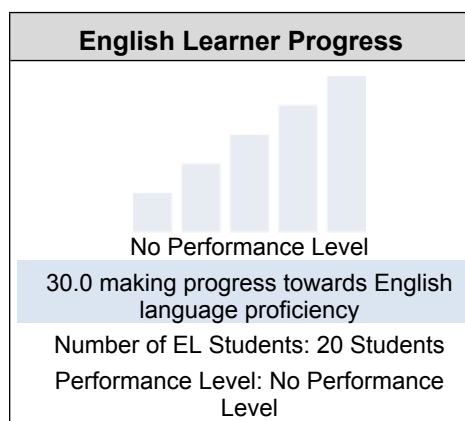 English Learner Progress
No Performance Level
30.0 making progress towards English
language proficiency
Number of EL Students: 20 Students
Performance Level: No Performance
Level